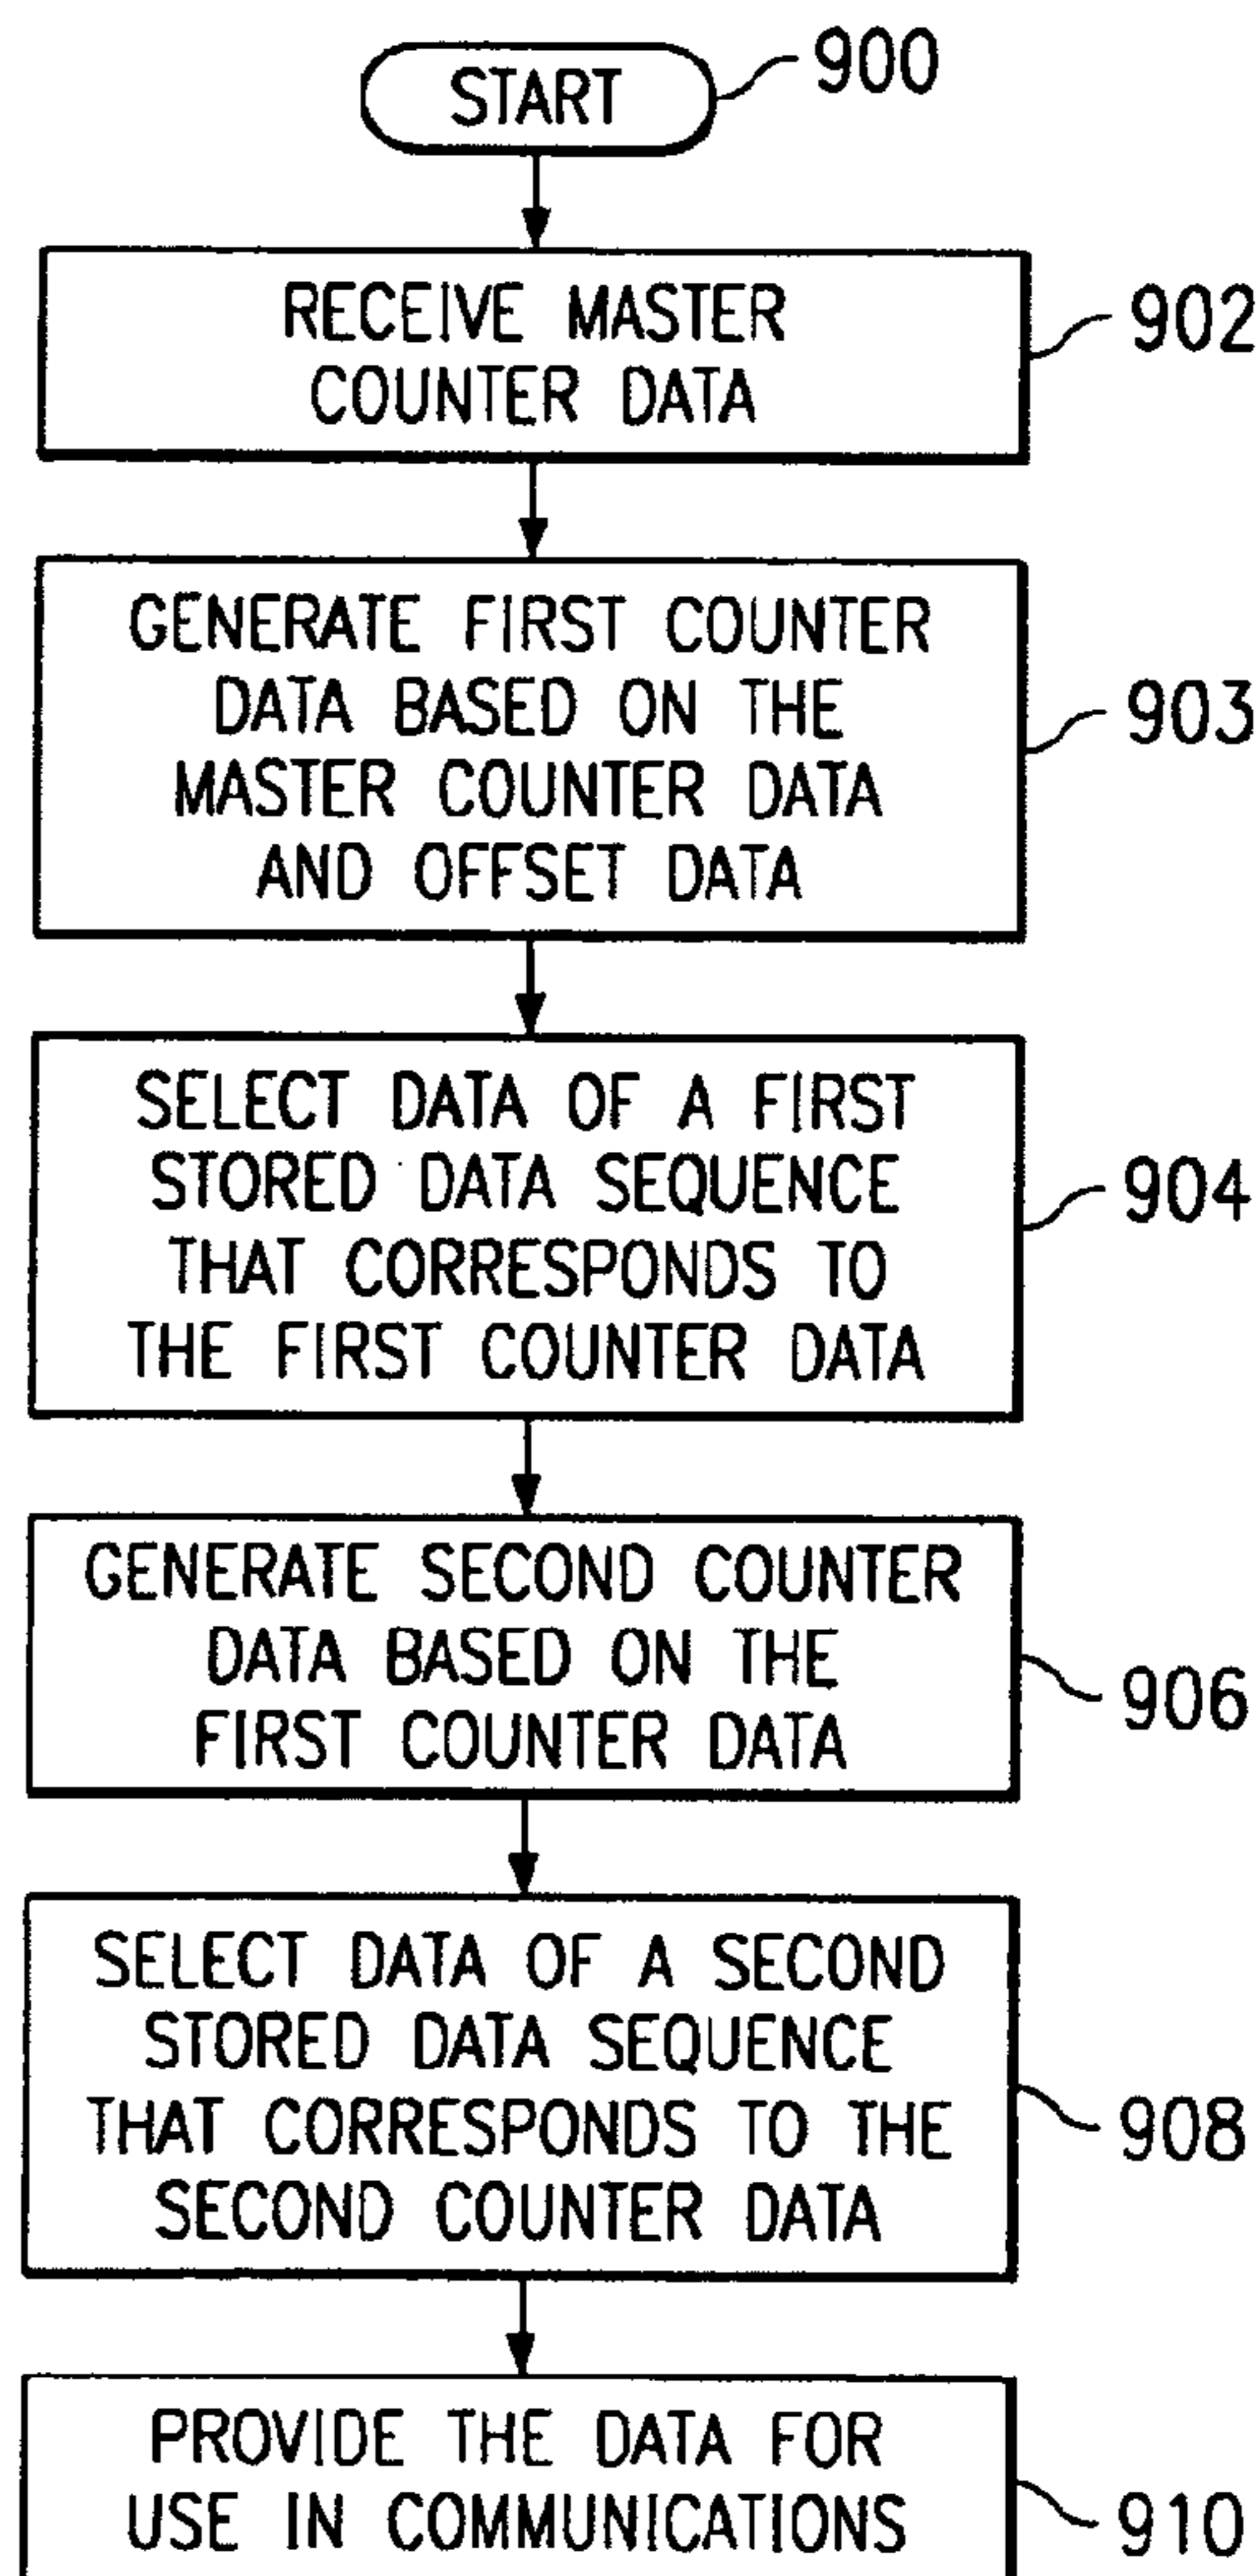 START
900
RECEIVE MASTER
COUNTER DATA
902
GENERATE FIRST COUNTER
DATA BASED ON THE
MASTER COUNTER DATA
AND OFFSET DATA
903
SELECT DATA OF A FIRST
STORED DATA SEQUENCE
THAT CORRESPONDS TO
THE FIRST COUNTER DATA
904
GENERATE SECOND COUNTER
DATA BASED ON THE
FIRST COUNTER DATA
906
SELECT DATA OF A SECOND
STORED DATA SEQUENCE
THAT CORRESPONDS TO THE
SECOND COUNTER DATA
908
PROVIDE THE DATA FOR
USE IN COMMUNICATIONS
910